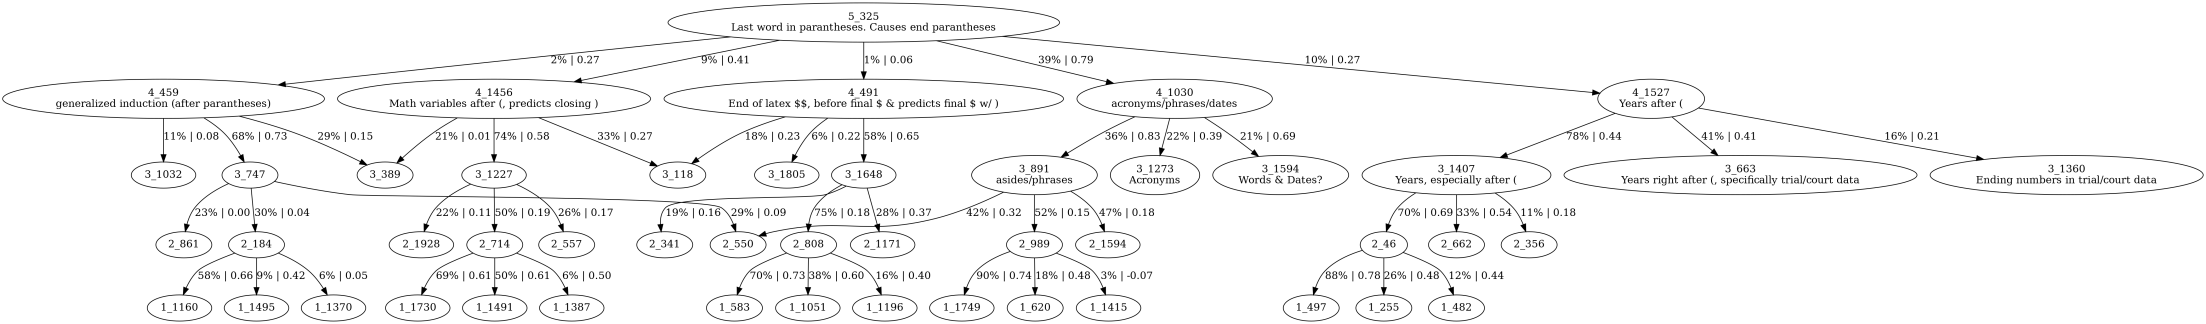 5_325
Last word in parantheses. Causes end parantheses
2% | 0.27
9% | 0.41
1% | 0.06
39% | 0.79
10% | 0.27
4_459
generalized induction (after parantheses)
4_1456
Math variables after (, predicts closing )
4_491
End of latex $$, before final $ & predicts final $ w/ )
4_1030
acronyms/phrases/dates
4_1527
Years after (
11% | 0.08
68% | 0.73
29% | 0.15
21% | 0.01
74% | 0.58
33% | 0.27
18% | 0.23
6% | 0.22
58% | 0.65
36% | 0.83
22% | 0.39
21% | 0.69
78% | 0.44
41% | 0.41
16% | 0.21
3_1032
3_747
3_389
3_1227
3_118
3_1805
3_1648
3_891
asides/phrases
3_1273
Acronyms
3_1594
Words & Dates?
3_1407
Years, especially after (
3_663
Years right after (, specifically trial/court data
3_1360
Ending numbers in trial/court data
23% | 0.00
30% | 0.04
22% | 0.11
50% | 0.19
26% | 0.17
19% | 0.16
29% | 0.09
75% | 0.18
28% | 0.37
42% | 0.32
52% | 0.15
47% | 0.18
70% | 0.69
33% | 0.54
11% | 0.18
2_861
2_184
2_1928
2_714
2_557
2_341
2_550
2_808
2_1171
2_989
2_1594
2_46
2_662
2_356
58% | 0.66
9% | 0.42
6% | 0.05
69% | 0.61
50% | 0.61
6% | 0.50
70% | 0.73
38% | 0.60
16% | 0.40
90% | 0.74
18% | 0.48
3% | -0.07
88% | 0.78
26% | 0.48
12% | 0.44
1_1160
1_1495
1_1370
1_1730
1_1491
1_1387
1_583
1_1051
1_1196
1_1749
1_620
1_1415
1_497
1_255
1_482